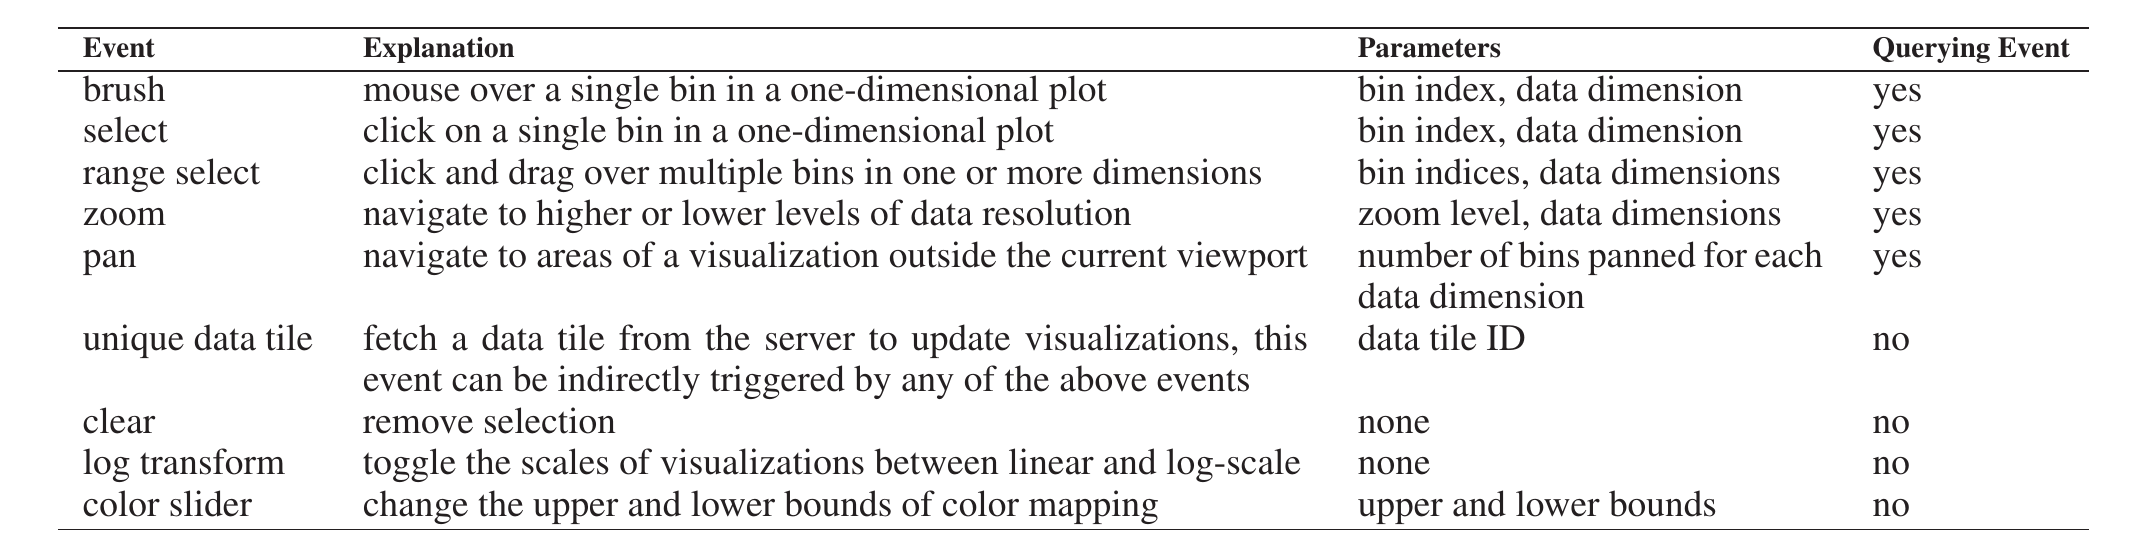 Event Explanation Parameters Querying Event
brush mouse over a single bin in a one-dimensional plot bin index, data dimension yes
select click on a single bin in a one-dimensional plot bin index, data dimension yes
range select click and drag over multiple bins in one or more dimensions bin indices, data dimensions yes
zoom navigate to higher or lower levels of data resolution zoom level, data dimensions yes
pan navigate to areas of a visualization outside the current viewport number of bins panned for each yes
data dimension
unique data tile fetch a data tile from the server to update visualizations, this data tile ID no
event can be indirectly triggered by any of the above events
clear remove selection none no
log transform toggle the scales of visualizations between linear and log-scale none no
color slider change the upper and lower bounds of color mapping upper and lower bounds no